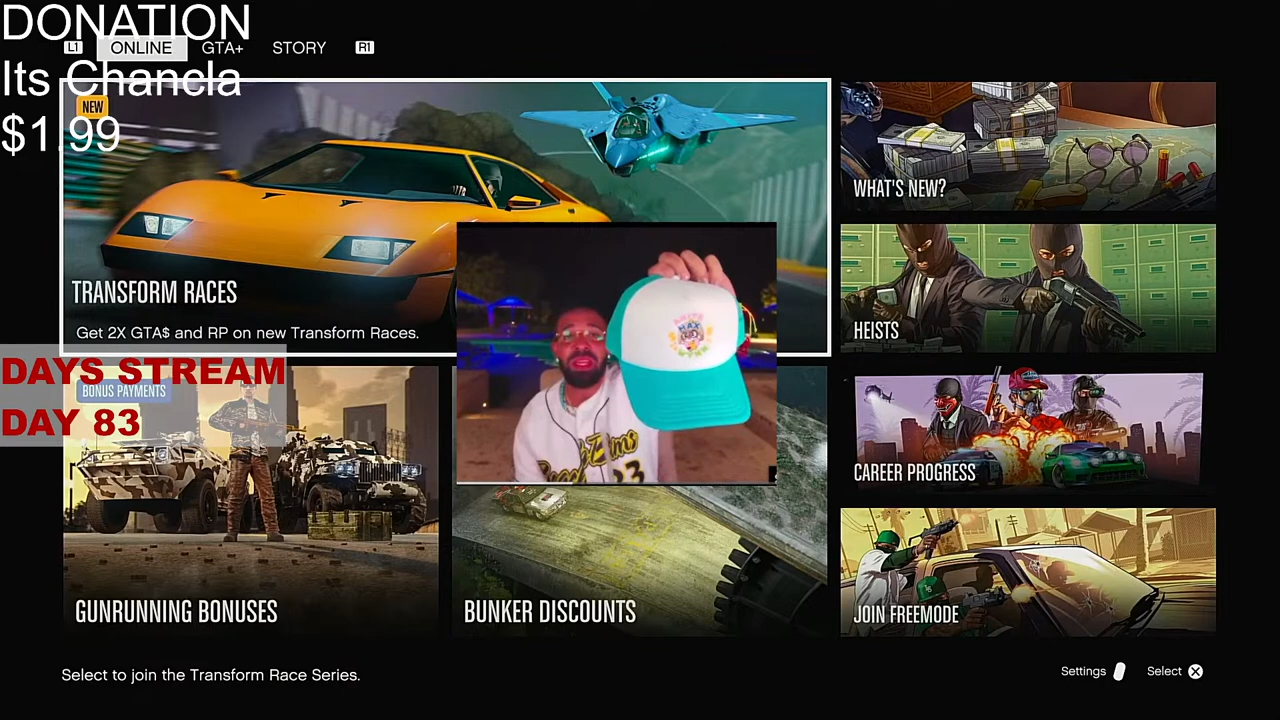 DONATION
L1 ONLINE GTA+ STORY R1
Its Chancla
NEW
$1.99
WHAT'S NEW?
TRANSFORM RACES
Get 2X GTA$ and RP on new Transform Races.
HEISTS
DAYS STREAM
BONUS PAYMENTS
DAY 83
CAREER PROGRESS
GUNRUNNING BONUSES
BUNKER DISCOUNTS
JOIN FREEMODE
Select to join the Transform Race Series.
Settings Select